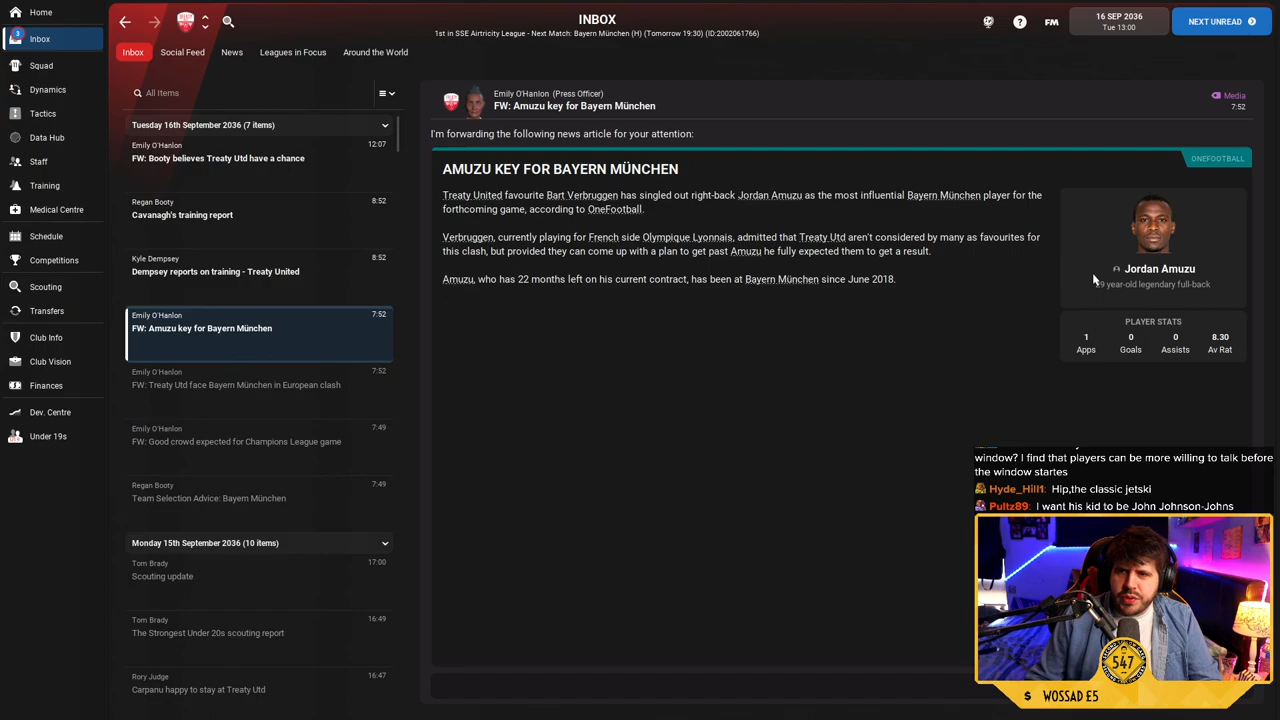 Home
3
Inbox
Squad
Dynamics
Tactics
Data Hub
Staff
Training
Medical Centre
Schedule
Competitions
Scouting
Transfers
Club Info
Club Vision
Finances
Dev. Centre
Under 19s
INBOX
1st in SSE Airtricity League - Next Match: Bayern München (H) (Tomorrow 19:30) (ID:2002061766)
?
FM
16 SEP 2036
Tue 13:00
NEXT UNREAD
Inbox
Social Feed
News
Leagues in Focus
Around the World
All Items
Tuesday 16th September 2036 (7 items)
Emily O'Hanlon 12:07
FW: Booty believes Treaty Utd have a chance
Regan Booty 8:52
Cavanagh's training report
Kyle Dempsey 8:52
Dempsey reports on training - Treaty United
Emily O'Hanlon 7:52
FW: Amuzu key for Bayern München
Emily O'Hanlon 7:52
FW: Treaty Utd face Bayern München in European clash
Emily O'Hanlon 7:49
FW: Good crowd expected for Champions League game
Regan Booty 7:49
Team Selection Advice: Bayern München
Monday 15th September 2036 (10 items)
Tom Brady 17:00
Scouting update
Tom Brady 16:49
The Strongest Under 20s scouting report
Rory Judge 16:47
Carpanu happy to stay at Treaty Utd
Emily O'Hanlon (Press Officer)
FW: Amuzu key for Bayern München
Media
7:52
I'm forwarding the following news article for your attention:
ONEFOOTBALL
AMUZU KEY FOR BAYERN MÜNCHEN
Treaty United favourite Bart Verbruggen has singled out right-back Jordan Amuzu as the most influential Bayern München player for the
forthcoming game, according to OneFootball.
Verbruggen, currently playing for French side Olympique Lyonnais, admitted that Treaty Utd aren't considered by many as favourites for
this clash, but provided they can come up with a plan to get past Amuzu he fully expected them to get a result.
Amuzu, who has 22 months left on his current contract, has been at Bayern München since June 2018.
Jordan Amuzu
year-old legendary full-back
PLAYER STATS
1 0 0 8.30
Apps Goals Assists Av Rat
window? I find that players can be more willing to talk before
the window startes
Hyde_Hill1: Hip,the classic jetski
Pultz89: I want his kid to be John Johnson-Johns
547
$ WOSSAD £5